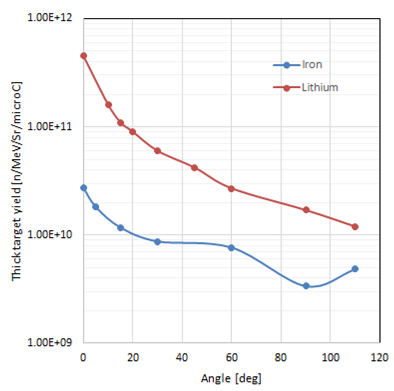 1.00E+12
Iron
Lithium
1.00E+11
1.00E+10
1.00E+09
Thicktarget yield [n/MeV/Sr/microC]
0 20 40 60 80 100 120
Angle [deg]